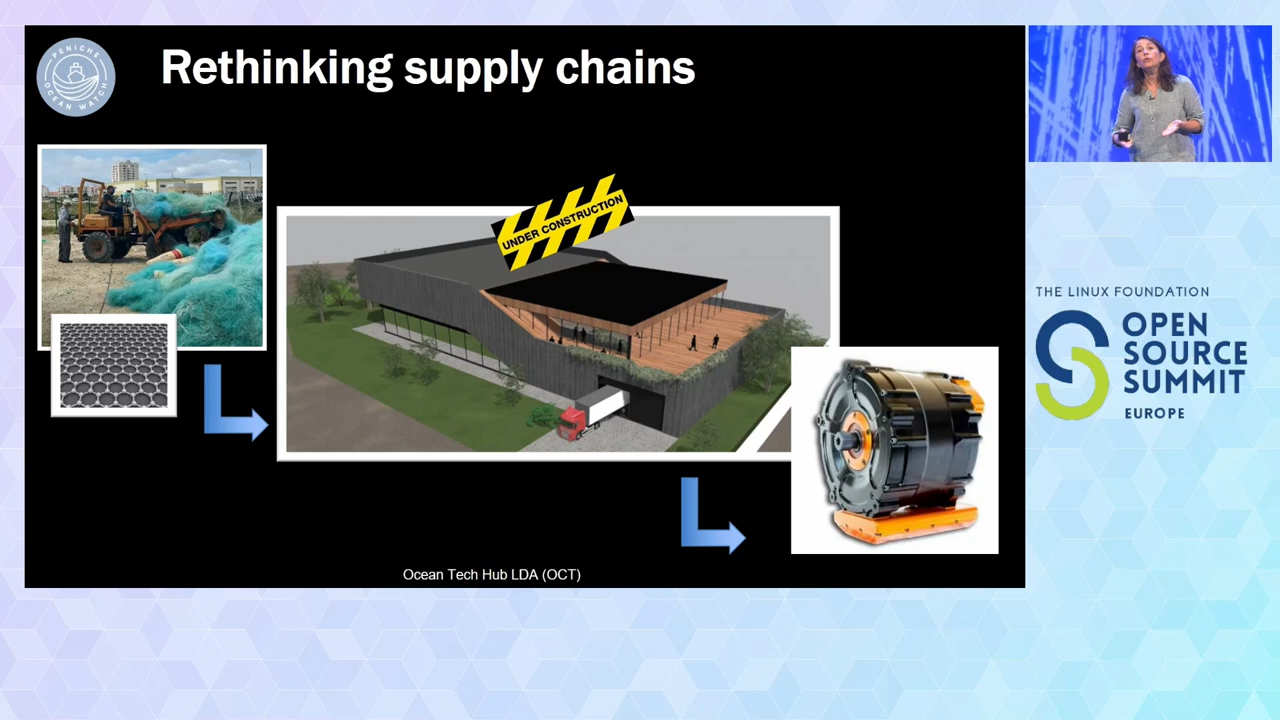 PENICHE
OCEAN WATCH
Rethinking supply chains
UNDER CONSTRUCTION
Ocean Tech Hub LDA (OCT)
THE LINUX FOUNDATION
OPEN
SOURCE
SUMMIT
EUROPE